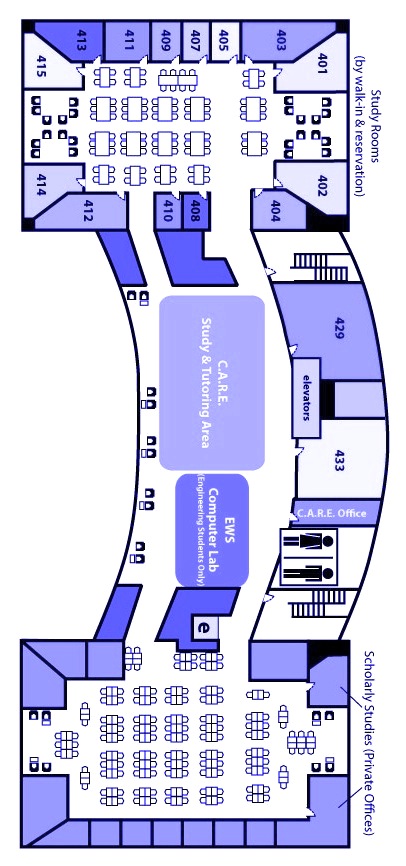 413
411
409
407
405
403
415
401
Study Rooms
(by walk-in & reservation)
414
412
410
408
404
402
C.A.R.E.
Study & Tutoring Area
429
elevators
433
C.A.R.E. Office
EWS
Computer Lab
(Engineering Students Only)
e
Scholarly Studies (Private Offices)